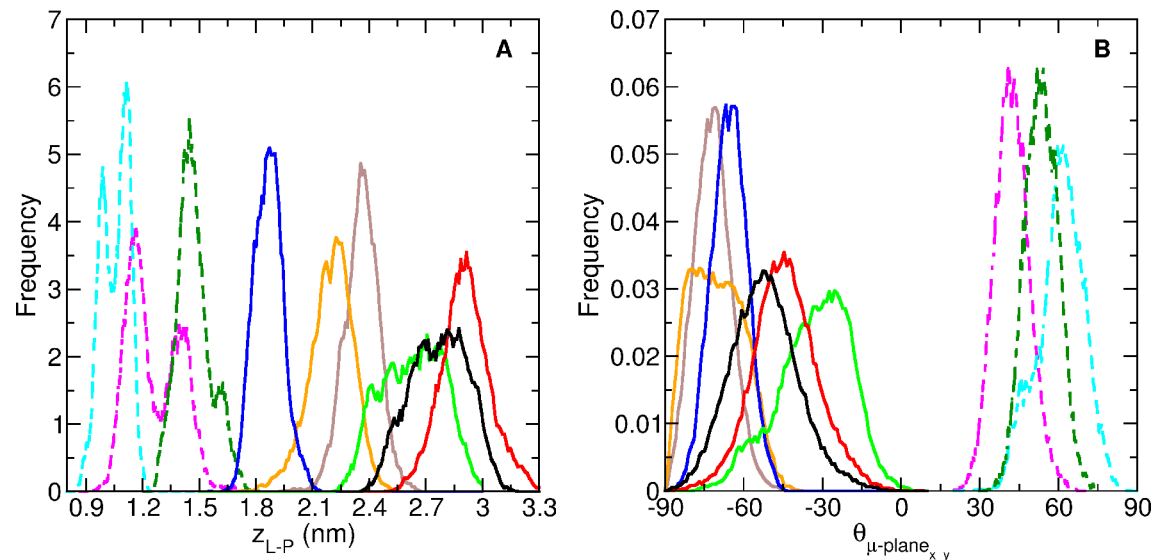 A
Frequency
7
6
5
4
3
2
1
0
0.9 1.2 1.5 1.8 2.1 2.4 2.7 3 3.3
z_L-P (nm)
B
Frequency
0.07
0.06
0.05
0.04
0.03
0.02
0.01
0
-90 -60 -30 0 30 60 90
θ_μ-plane_x y